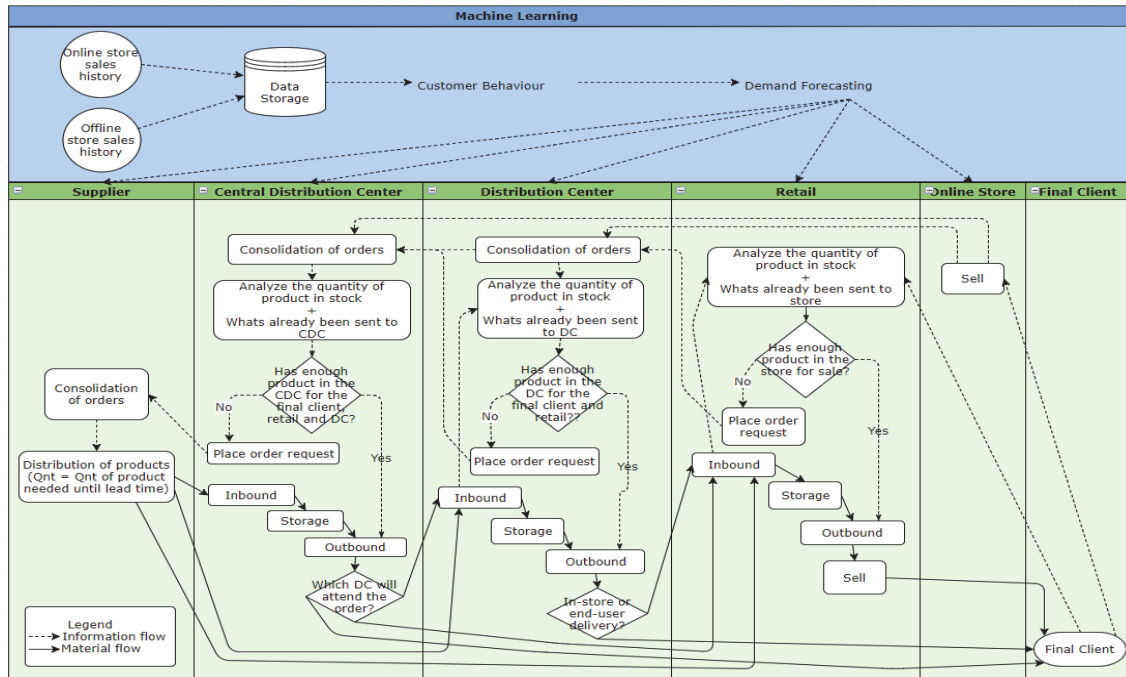 Machine Learning
Online store
sales
history
Data
Storage
Customer Behaviour
Demand Forecasting
Offline
store sales
history
Supplier
Central Distribution Center
Distribution Center
Retail
Online Store
Final Client
Consolidation of orders
Analyze the quantity of
product in stock
+
Whats already been sent to
CDC
Has enough
product in the
CDC for the
final client,
retail and DC?
No
Yes
Place order request
Consolidation
of orders
Distribution of products
(Qnt = Qnt of product
needed until lead time)
Inbound
Storage
Outbound
Which DC will
attend the
order?
Consolidation of orders
Analyze the quantity of
product in stock
+
Whats already been sent
to DC
Has enough
product in the
DC for the
final client and
retail??
No
Yes
Place order request
Inbound
Storage
Outbound
In-store or
end-user
delivery?
Analyze the quantity of
product in stock
+
Whats already been sent to
store
Has enough
product in the
store for sale?
No
Yes
Place order
request
Inbound
Storage
Outbound
Sell
Sell
Final Client
Legend
Information flow
Material flow